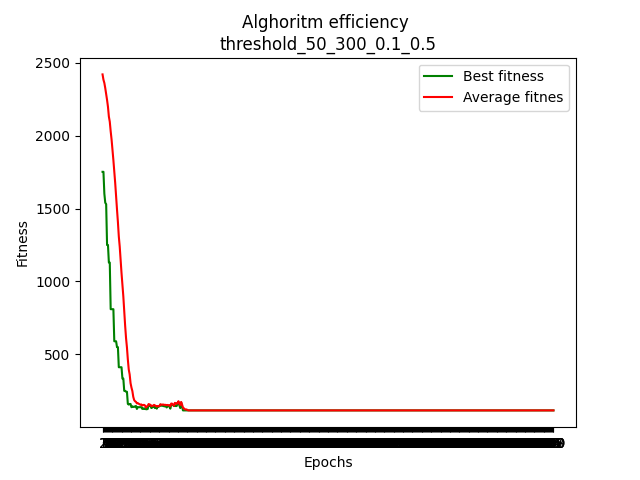 Alghoritm efficiency
threshold_50_300_0.1_0.5
Best fitness
Average fitnes
2500
2000
1500
1000
500
Fitness
Epochs